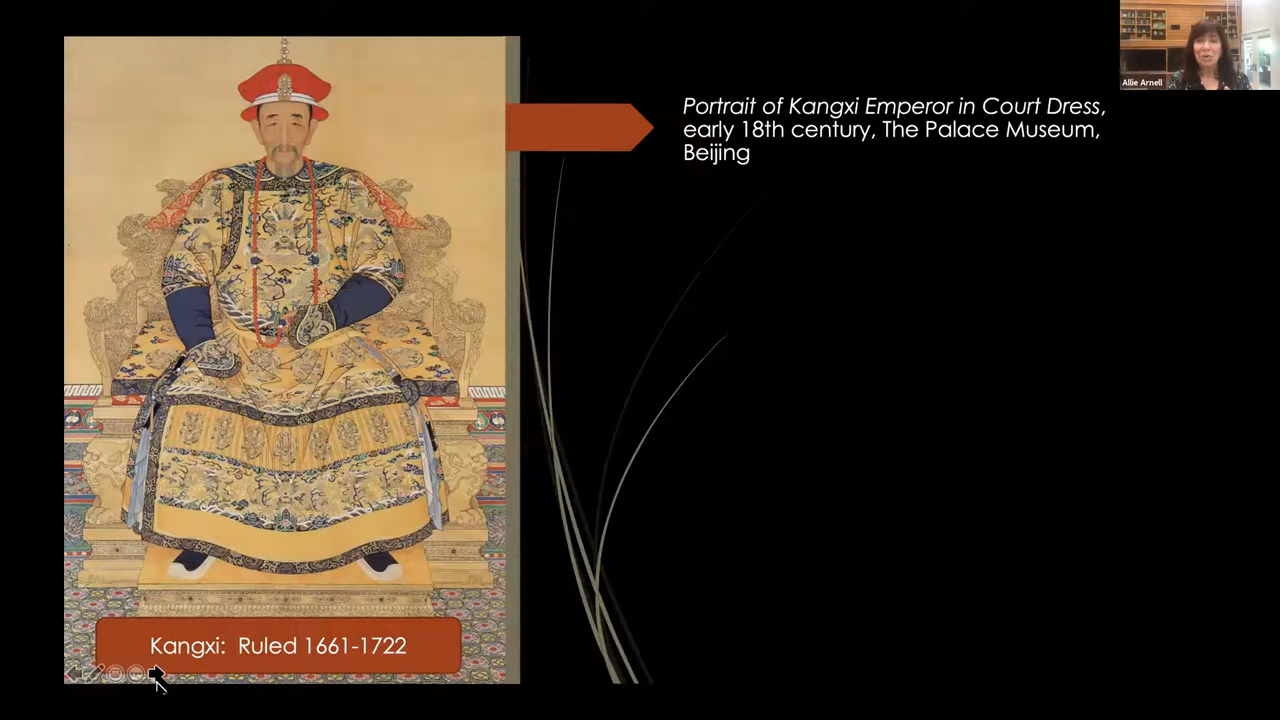 Portrait of Kangxi Emperor in Court Dress,
early 18th century, The Palace Museum,
Beijing
Allie Arnell
Kangxi: Ruled 1661-1722